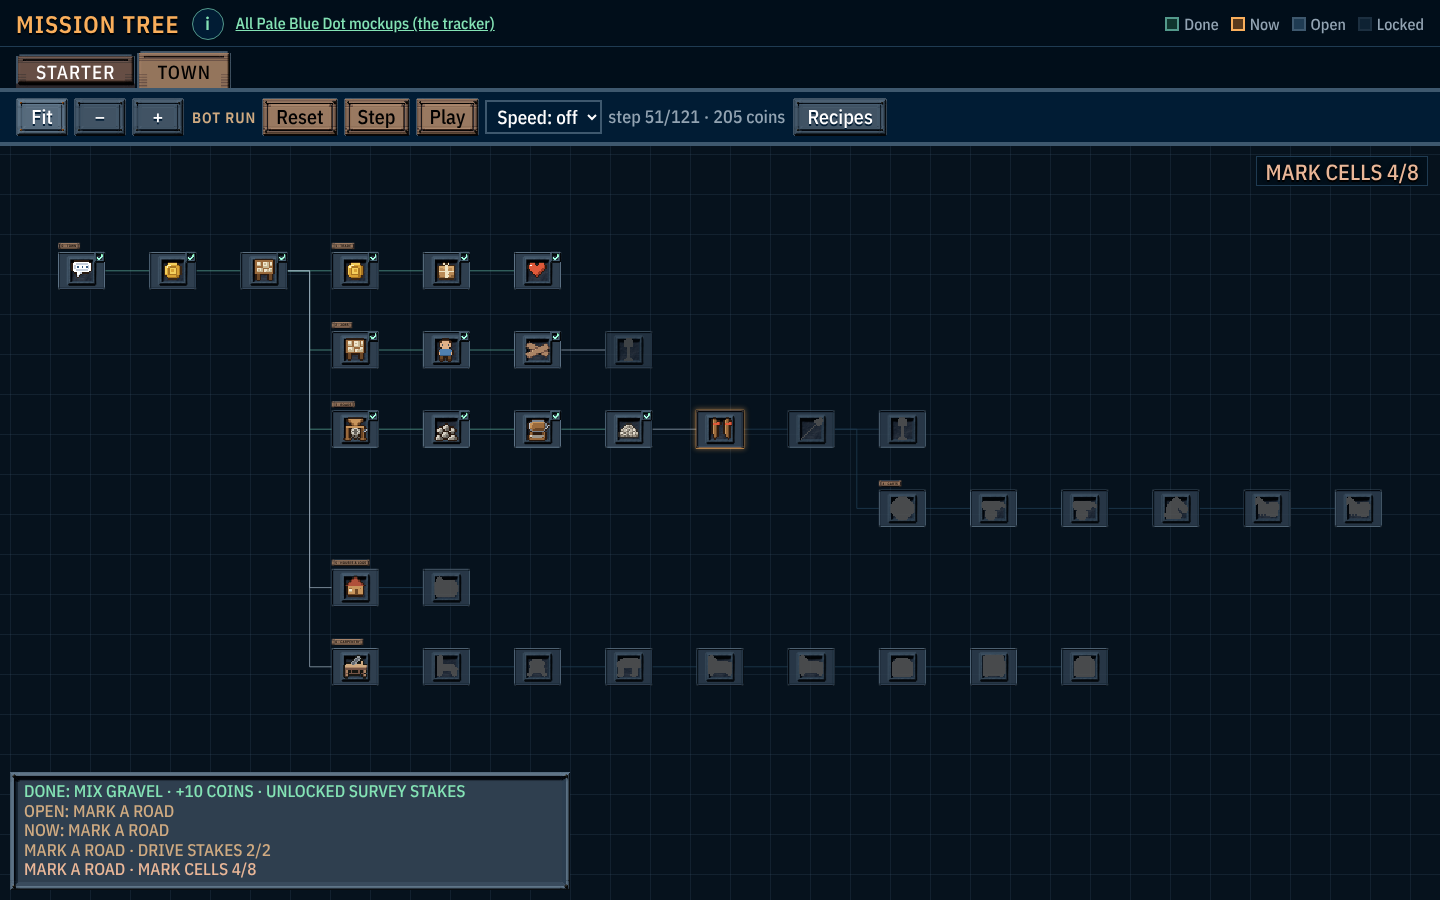 MISSION TREE
i
All Pale Blue Dot mockups (the tracker)
Done
Now
Open
Locked
STARTER
TOWN
Fit
−
+
BOT RUN
Reset
Step
Play
Speed: off
step 51/121 · 205 coins
Recipes
MARK CELLS 4/8
DONE: MIX GRAVEL · +10 COINS · UNLOCKED SURVEY STAKES
OPEN: MARK A ROAD
NOW: MARK A ROAD
MARK A ROAD · DRIVE STAKES 2/2
MARK A ROAD · MARK CELLS 4/8